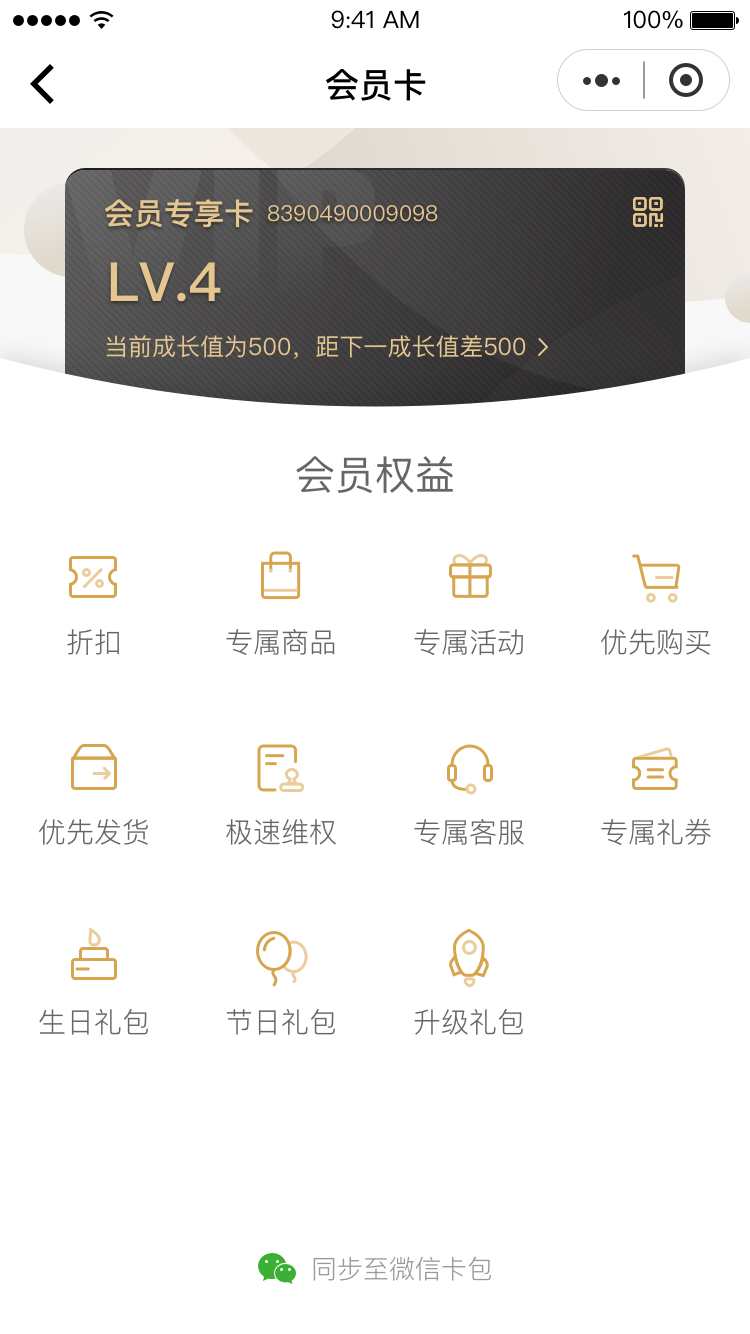 9:41 AM
100%
会员卡
VIP
会员专享卡 8390490009098
LV.4
当前成长值为500，距下一成长值差500
会员权益
折扣 专属商品 专属活动 优先购买
优先发货 极速维权 专属客服 专属礼券
生日礼包 节日礼包 升级礼包
同步至微信卡包